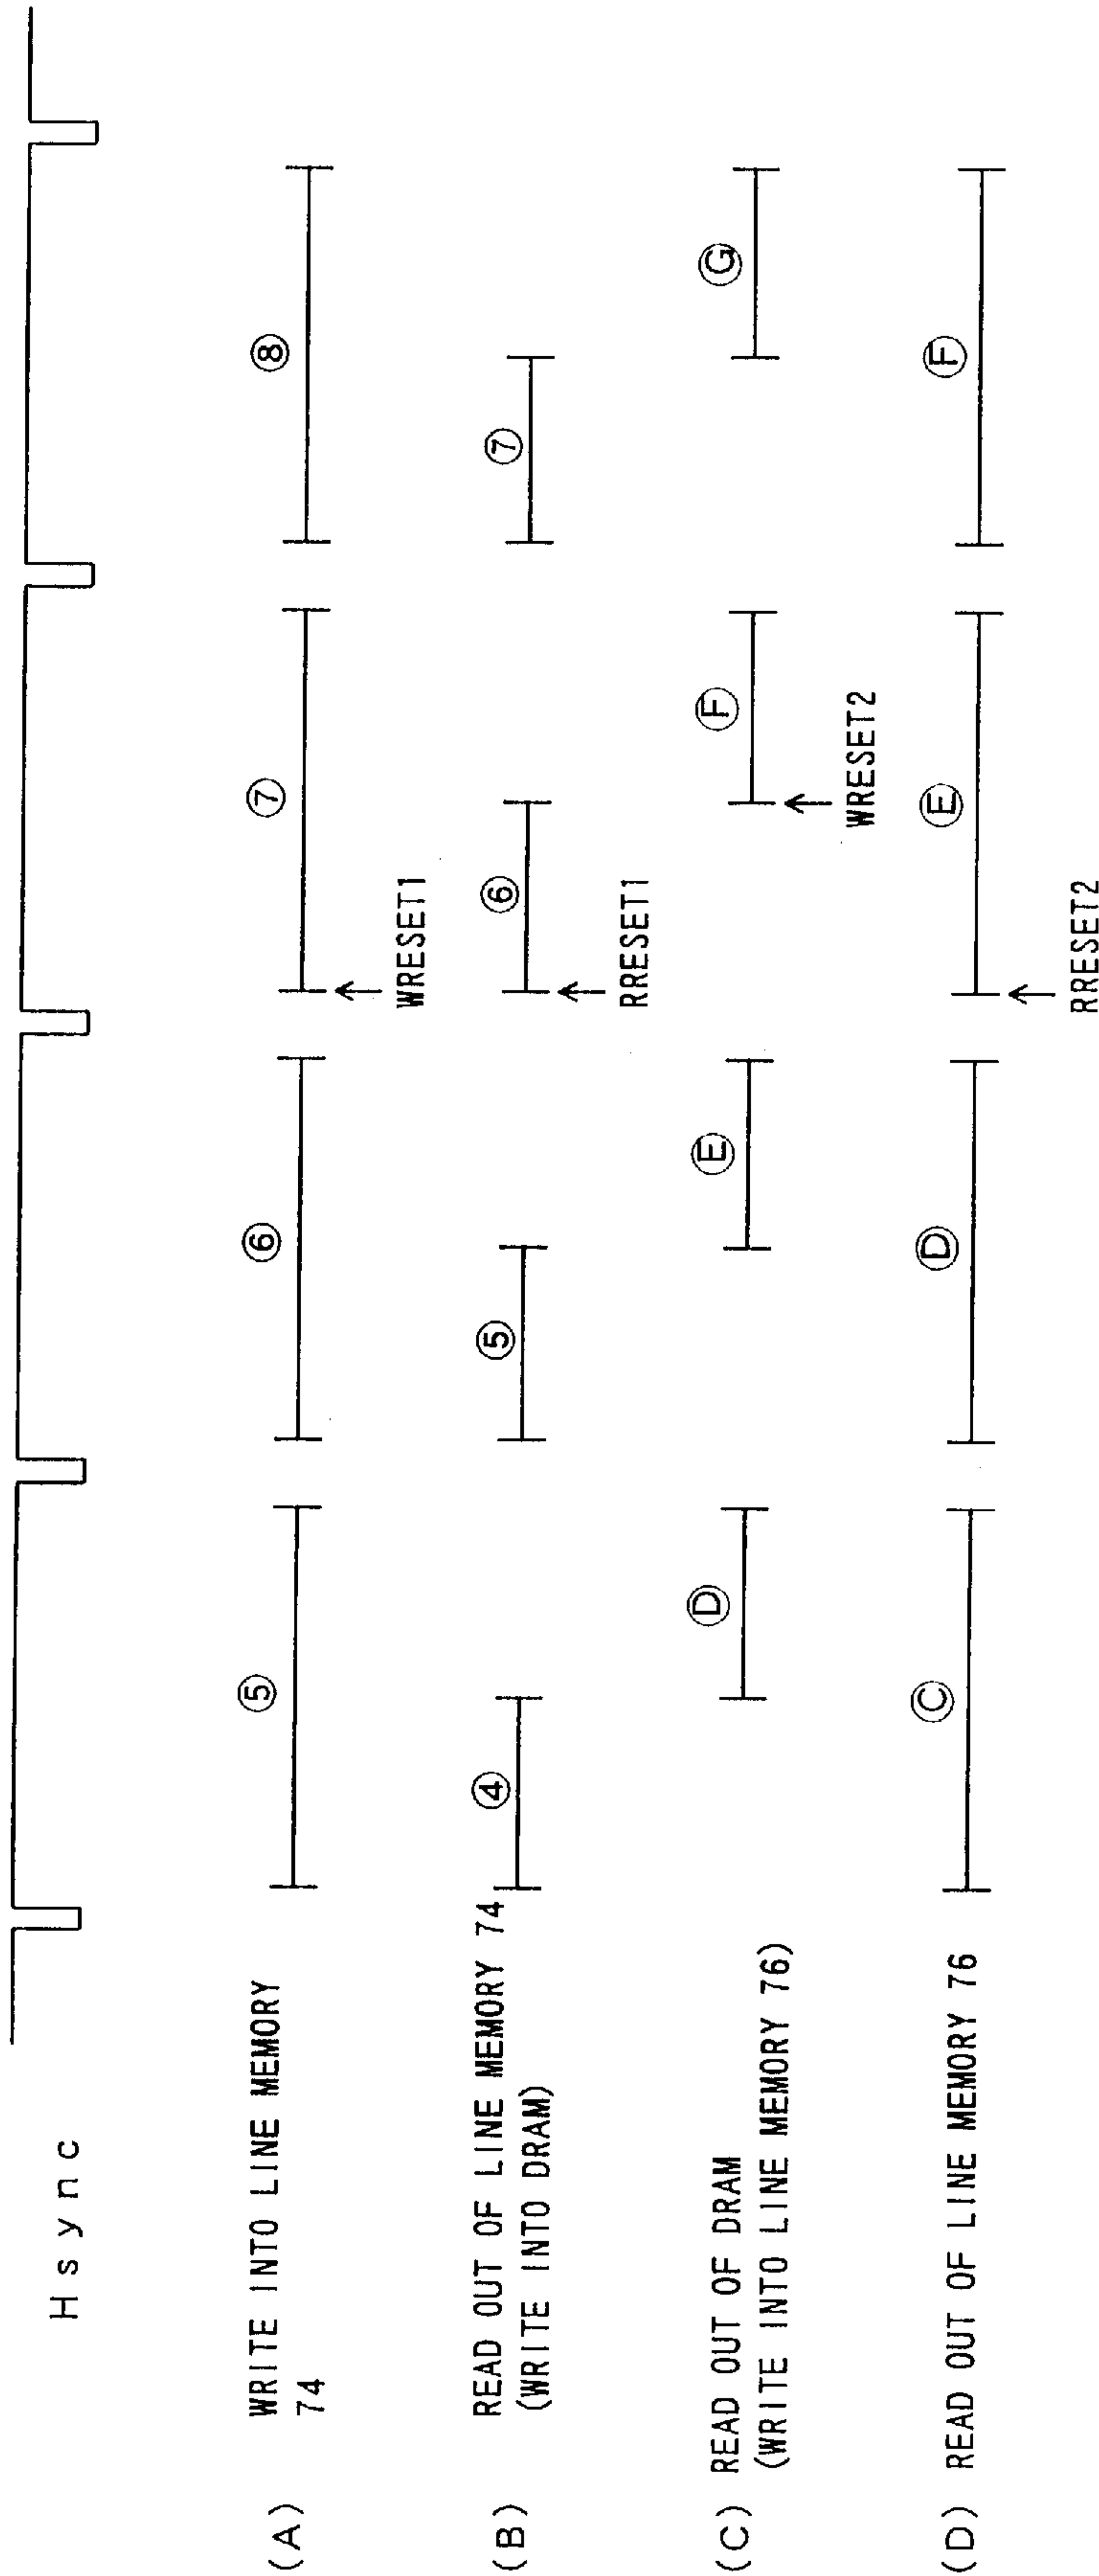 Hsync
(A) WRITE INTO LINE MEMORY
74
⑤ ⑥ ⑦ ⑧
WRESET1
(B) READ OUT OF LINE MEMORY 74
(WRITE INTO DRAM)
④ ⑤ ⑥ ⑦
RRESET1
(C) READ OUT OF DRAM
(WRITE INTO LINE MEMORY 76)
Ⓓ Ⓔ Ⓕ Ⓖ
WRESET2
(D) READ OUT OF LINE MEMORY 76
Ⓒ Ⓓ Ⓔ Ⓕ
RRESET2